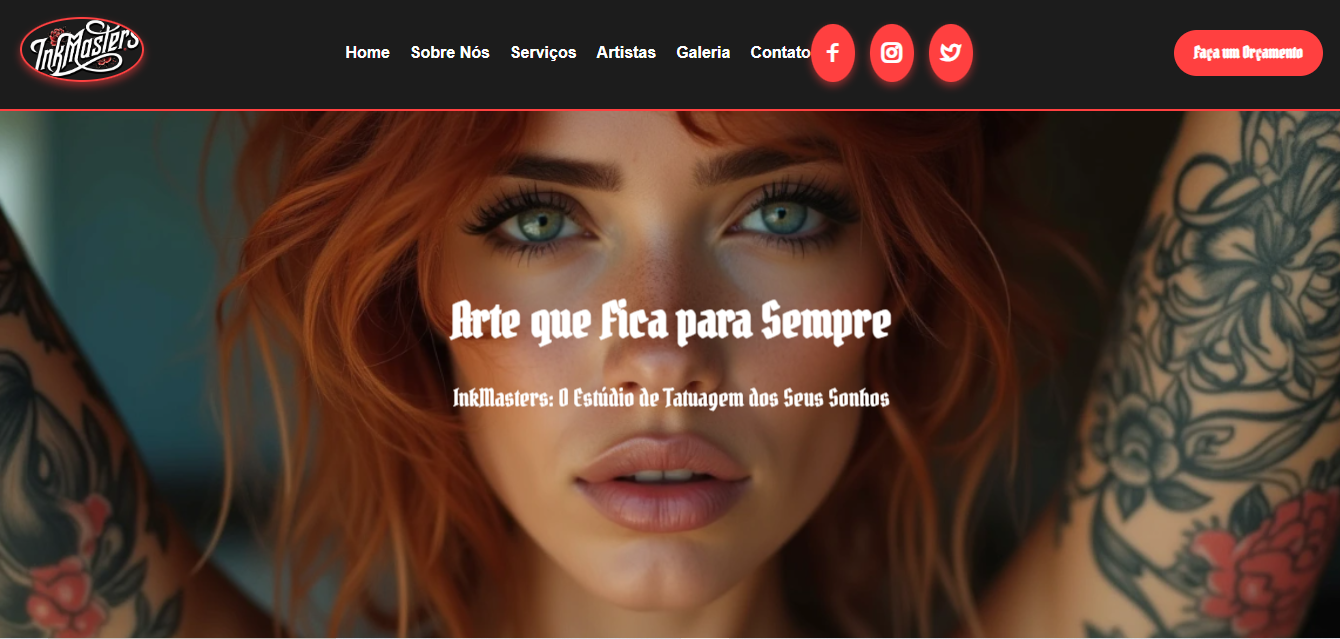 InkMasters
Home Sobre Nós Serviços Artistas Galeria Contato
Faça um Orçamento
Arte que Fica para Sempre
InkMasters: O Estúdio de Tatuagem dos Seus Sonhos